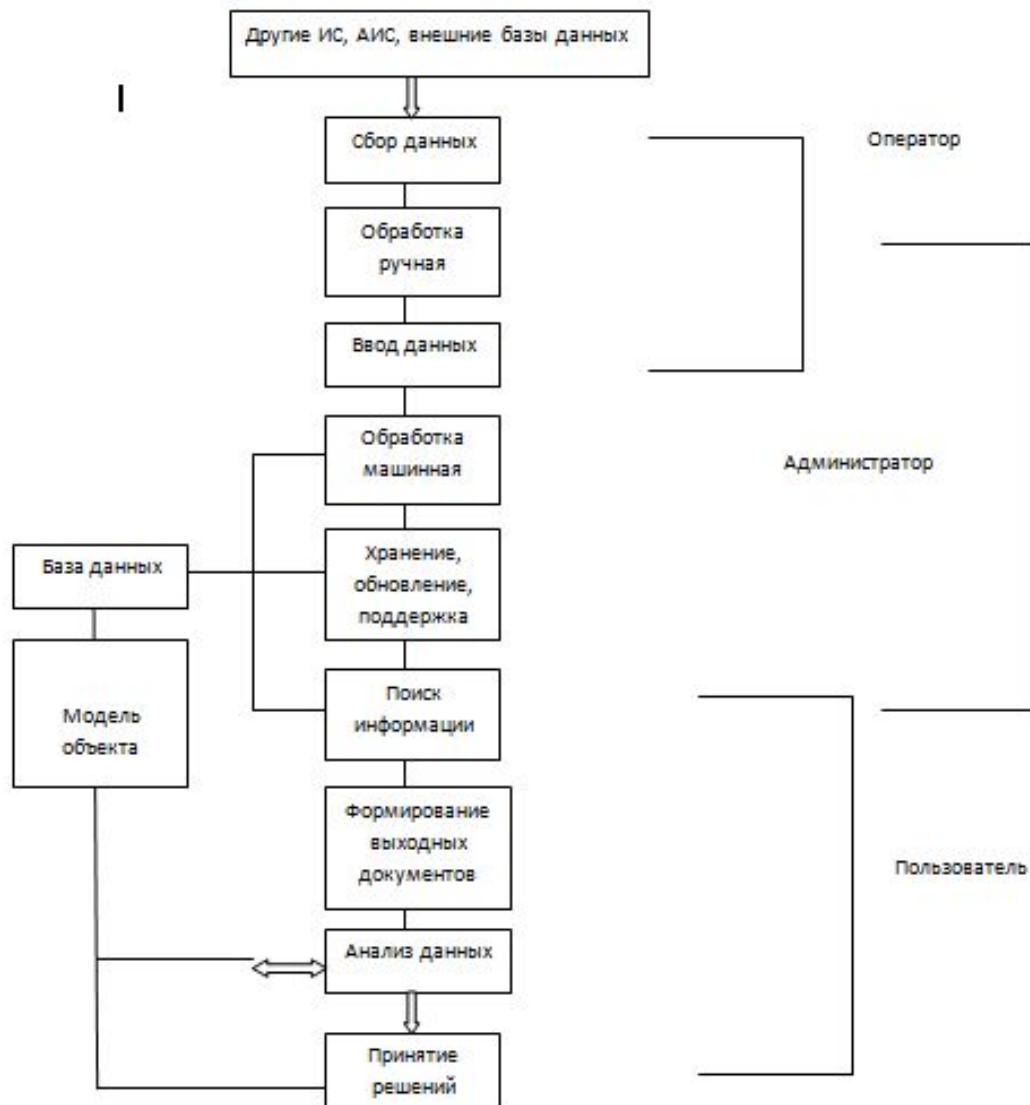 Другие ИС, АИС, внешние базы данных
I
Сбор данных
Оператор
Обработка
ручная
Ввод данных
Обработка
машинная
Администратор
База данных
Хранение,
обновление,
поддержка
Модель
объекта
Поиск
информации
Формирование
выходных
документов
Пользователь
Анализ данных
Принятие
решений